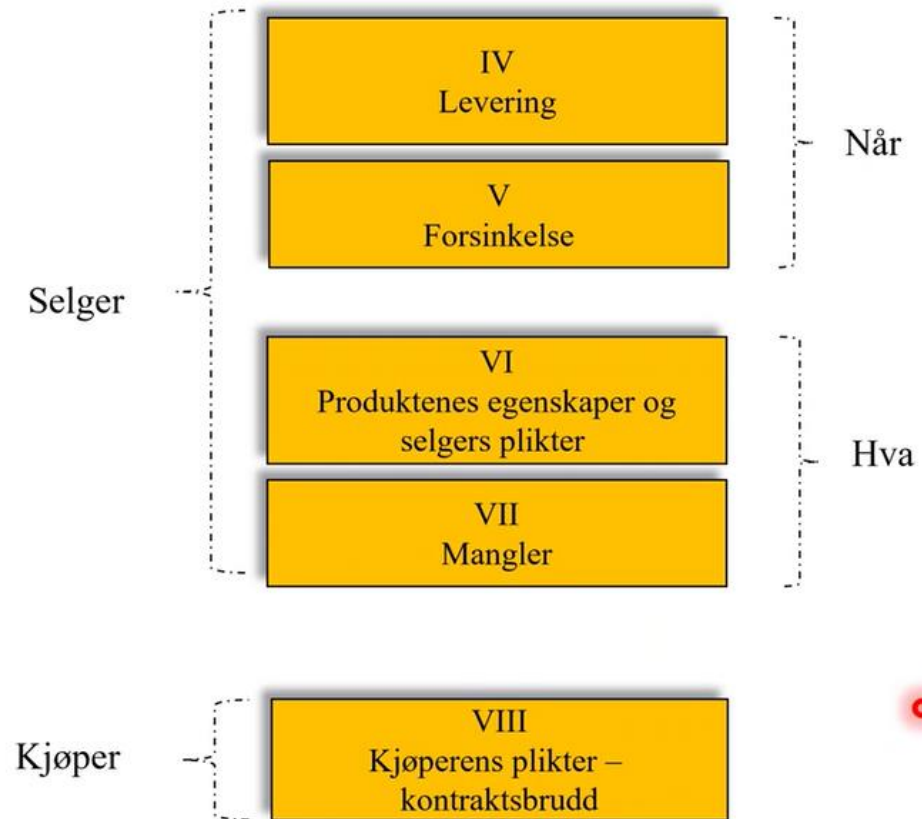 IV
Levering
Når
V
Forsinkelse
Selger
VI
Produktenes egenskaper og
selgers plikter
Hva
VII
Mangler
VIII
Kjøper
Kjøperens plikter –
kontraktsbrudd